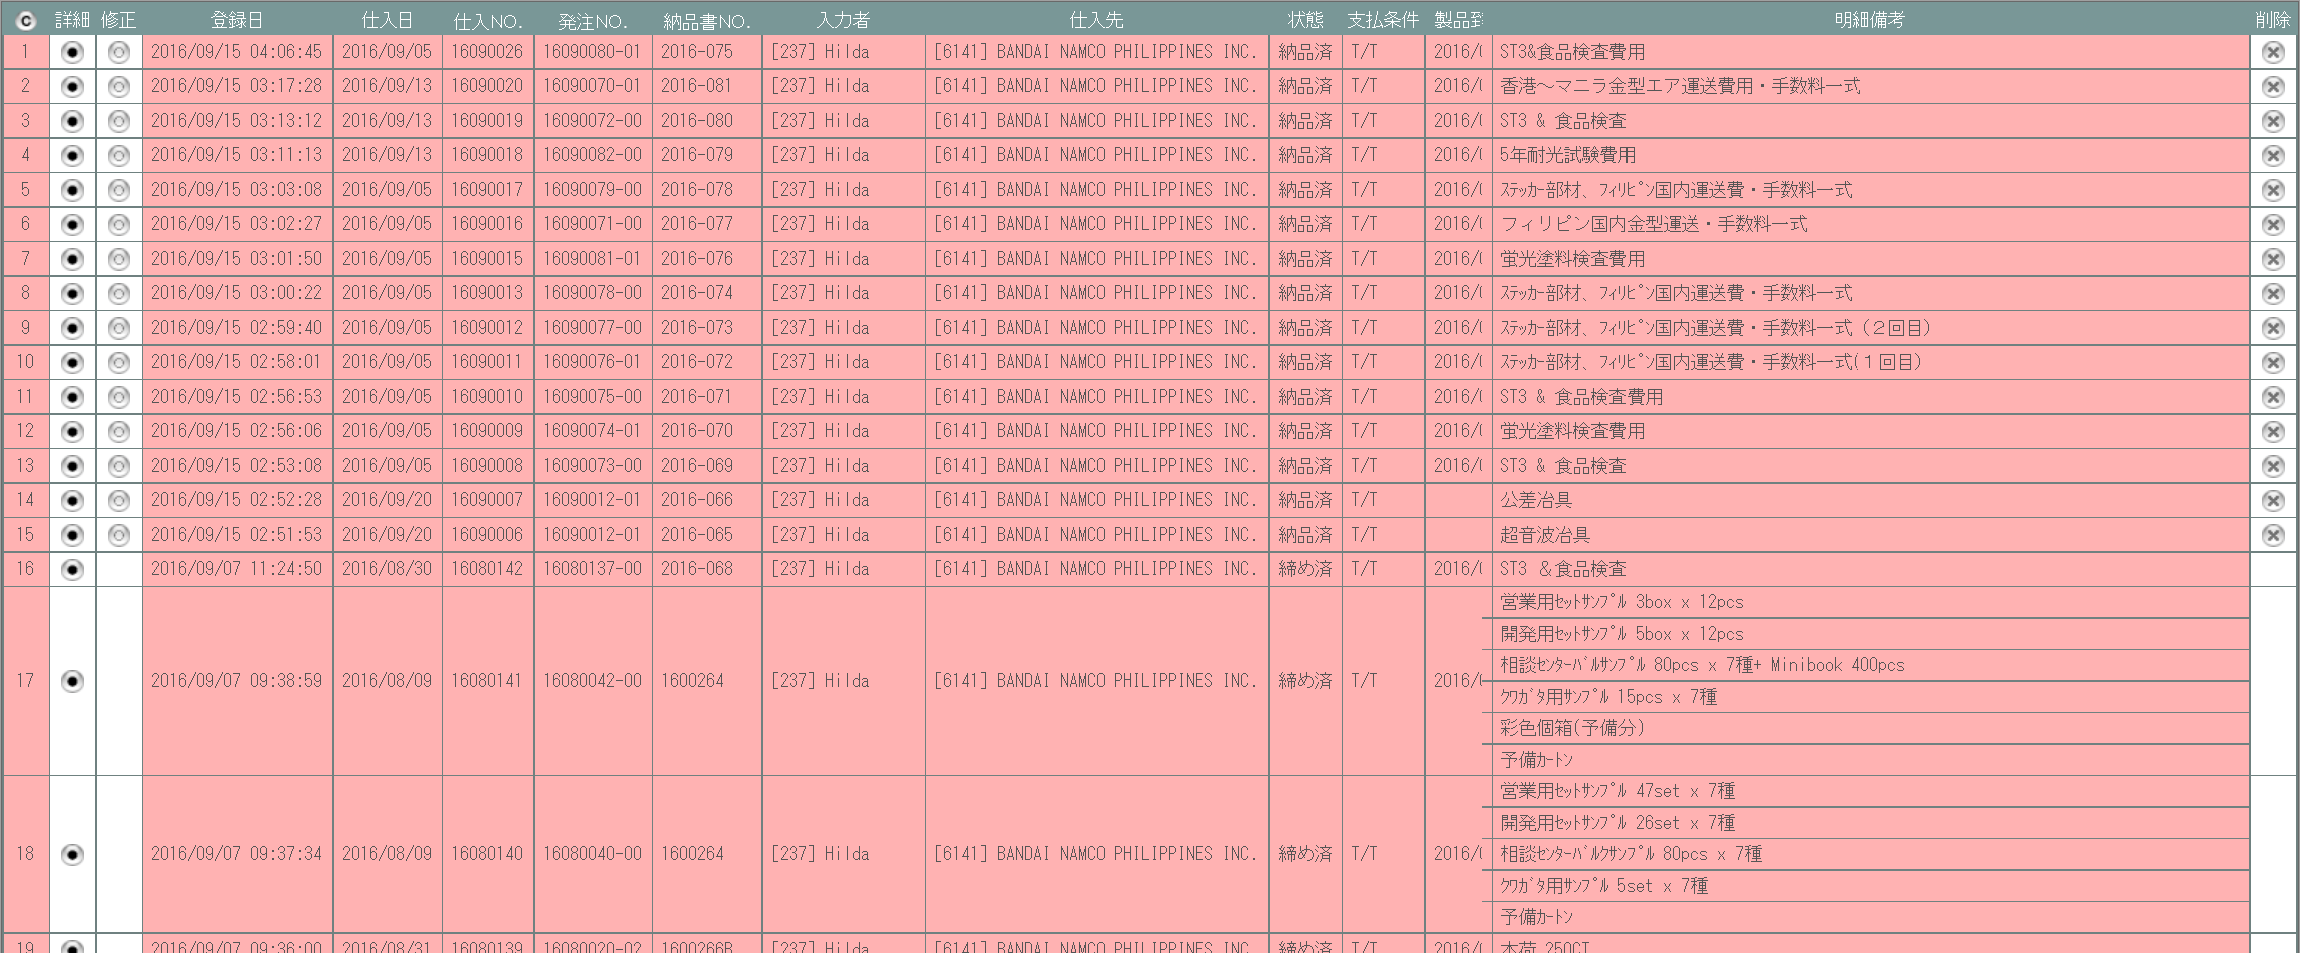 C 詳細 修正 登録日 仕入日 仕入NO. 発注NO. 納品書NO. 入力者 仕入先 状態 支払条件 製品到 明細備考 削除
1 2016/09/15 04:06:45 2016/09/05 16090026 16090080-01 2016-075 [237] Hilda [6141] BANDAI NAMCO PHILIPPINES INC. 納品済 T/T 2016/0 ST3&食品検査費用
2 2016/09/15 03:17:28 2016/09/13 16090020 16090070-01 2016-081 [237] Hilda [6141] BANDAI NAMCO PHILIPPINES INC. 納品済 T/T 2016/0 香港～マニラ金型エア運送費用・手数料一式
3 2016/09/15 03:13:12 2016/09/13 16090019 16090072-00 2016-080 [237] Hilda [6141] BANDAI NAMCO PHILIPPINES INC. 納品済 T/T 2016/0 ST3 & 食品検査
4 2016/09/15 03:11:13 2016/09/13 16090018 16090082-00 2016-079 [237] Hilda [6141] BANDAI NAMCO PHILIPPINES INC. 納品済 T/T 2016/0 5年耐光試験費用
5 2016/09/15 03:03:08 2016/09/05 16090017 16090079-00 2016-078 [237] Hilda [6141] BANDAI NAMCO PHILIPPINES INC. 納品済 T/T 2016/0 ｽﾃｯｶｰ部材、ﾌｨﾘﾋﾟﾝ国内運送費・手数料一式
6 2016/09/15 03:02:27 2016/09/05 16090016 16090071-00 2016-077 [237] Hilda [6141] BANDAI NAMCO PHILIPPINES INC. 納品済 T/T 2016/0 フィリピン国内金型運送・手数料一式
7 2016/09/15 03:01:50 2016/09/05 16090015 16090081-01 2016-076 [237] Hilda [6141] BANDAI NAMCO PHILIPPINES INC. 納品済 T/T 2016/0 蛍光塗料検査費用
8 2016/09/15 03:00:22 2016/09/05 16090013 16090078-00 2016-074 [237] Hilda [6141] BANDAI NAMCO PHILIPPINES INC. 納品済 T/T 2016/0 ｽﾃｯｶｰ部材、ﾌｨﾘﾋﾟﾝ国内運送費・手数料一式
9 2016/09/15 02:59:40 2016/09/05 16090012 16090077-00 2016-073 [237] Hilda [6141] BANDAI NAMCO PHILIPPINES INC. 納品済 T/T 2016/0 ｽﾃｯｶｰ部材、ﾌｨﾘﾋﾟﾝ国内運送費・手数料一式（２回目）
10 2016/09/15 02:58:01 2016/09/05 16090011 16090076-01 2016-072 [237] Hilda [6141] BANDAI NAMCO PHILIPPINES INC. 納品済 T/T 2016/0 ｽﾃｯｶｰ部材、ﾌｨﾘﾋﾟﾝ国内運送費・手数料一式(１回目）
11 2016/09/15 02:56:53 2016/09/05 16090010 16090075-00 2016-071 [237] Hilda [6141] BANDAI NAMCO PHILIPPINES INC. 納品済 T/T 2016/0 ST3 & 食品検査費用
12 2016/09/15 02:56:06 2016/09/05 16090009 16090074-01 2016-070 [237] Hilda [6141] BANDAI NAMCO PHILIPPINES INC. 納品済 T/T 2016/0 蛍光塗料検査費用
13 2016/09/15 02:53:08 2016/09/05 16090008 16090073-00 2016-069 [237] Hilda [6141] BANDAI NAMCO PHILIPPINES INC. 納品済 T/T 2016/0 ST3 & 食品検査
14 2016/09/15 02:52:28 2016/09/20 16090007 16090012-01 2016-066 [237] Hilda [6141] BANDAI NAMCO PHILIPPINES INC. 納品済 T/T 公差冶具
15 2016/09/15 02:51:53 2016/09/20 16090006 16090012-01 2016-065 [237] Hilda [6141] BANDAI NAMCO PHILIPPINES INC. 納品済 T/T 超音波冶具
16 2016/09/07 11:24:50 2016/08/30 16080142 16080137-00 2016-068 [237] Hilda [6141] BANDAI NAMCO PHILIPPINES INC. 締め済 T/T 2016/0 ST3 ＆食品検査
17 2016/09/07 09:38:59 2016/08/09 16080141 16080042-00 1600264 [237] Hilda [6141] BANDAI NAMCO PHILIPPINES INC. 締め済 T/T 2016/0
営業用ｾｯﾄｻﾝﾌﾟﾙ 3box x 12pcs
開発用ｾｯﾄｻﾝﾌﾟﾙ 5box x 12pcs
相談ｾﾝﾀｰﾊﾞﾙｻﾝﾌﾟﾙ 80pcs x 7種+ Minibook 400pcs
ｸﾜｶﾞﾀ用ｻﾝﾌﾟﾙ 15pcs x 7種
彩色個箱(予備分)
予備ｶｰﾄﾝ
18 2016/09/07 09:37:34 2016/08/09 16080140 16080040-00 1600264 [237] Hilda [6141] BANDAI NAMCO PHILIPPINES INC. 締め済 T/T 2016/0
営業用ｾｯﾄｻﾝﾌﾟﾙ 47set x 7種
開発用ｾｯﾄｻﾝﾌﾟﾙ 26set x 7種
相談ｾﾝﾀｰﾊﾞﾙｸｻﾝﾌﾟﾙ 80pcs x 7種
ｸﾜｶﾞﾀ用ｻﾝﾌﾟﾙ 5set x 7種
予備ｶｰﾄﾝ
19 2016/09/07 09:36:00 2016/08/31 16080139 16080020-02 1600266B [237] Hilda [6141] BANDAI NAMCO PHILIPPINES INC. 締め済 T/T 2016/0 本荷 250CT